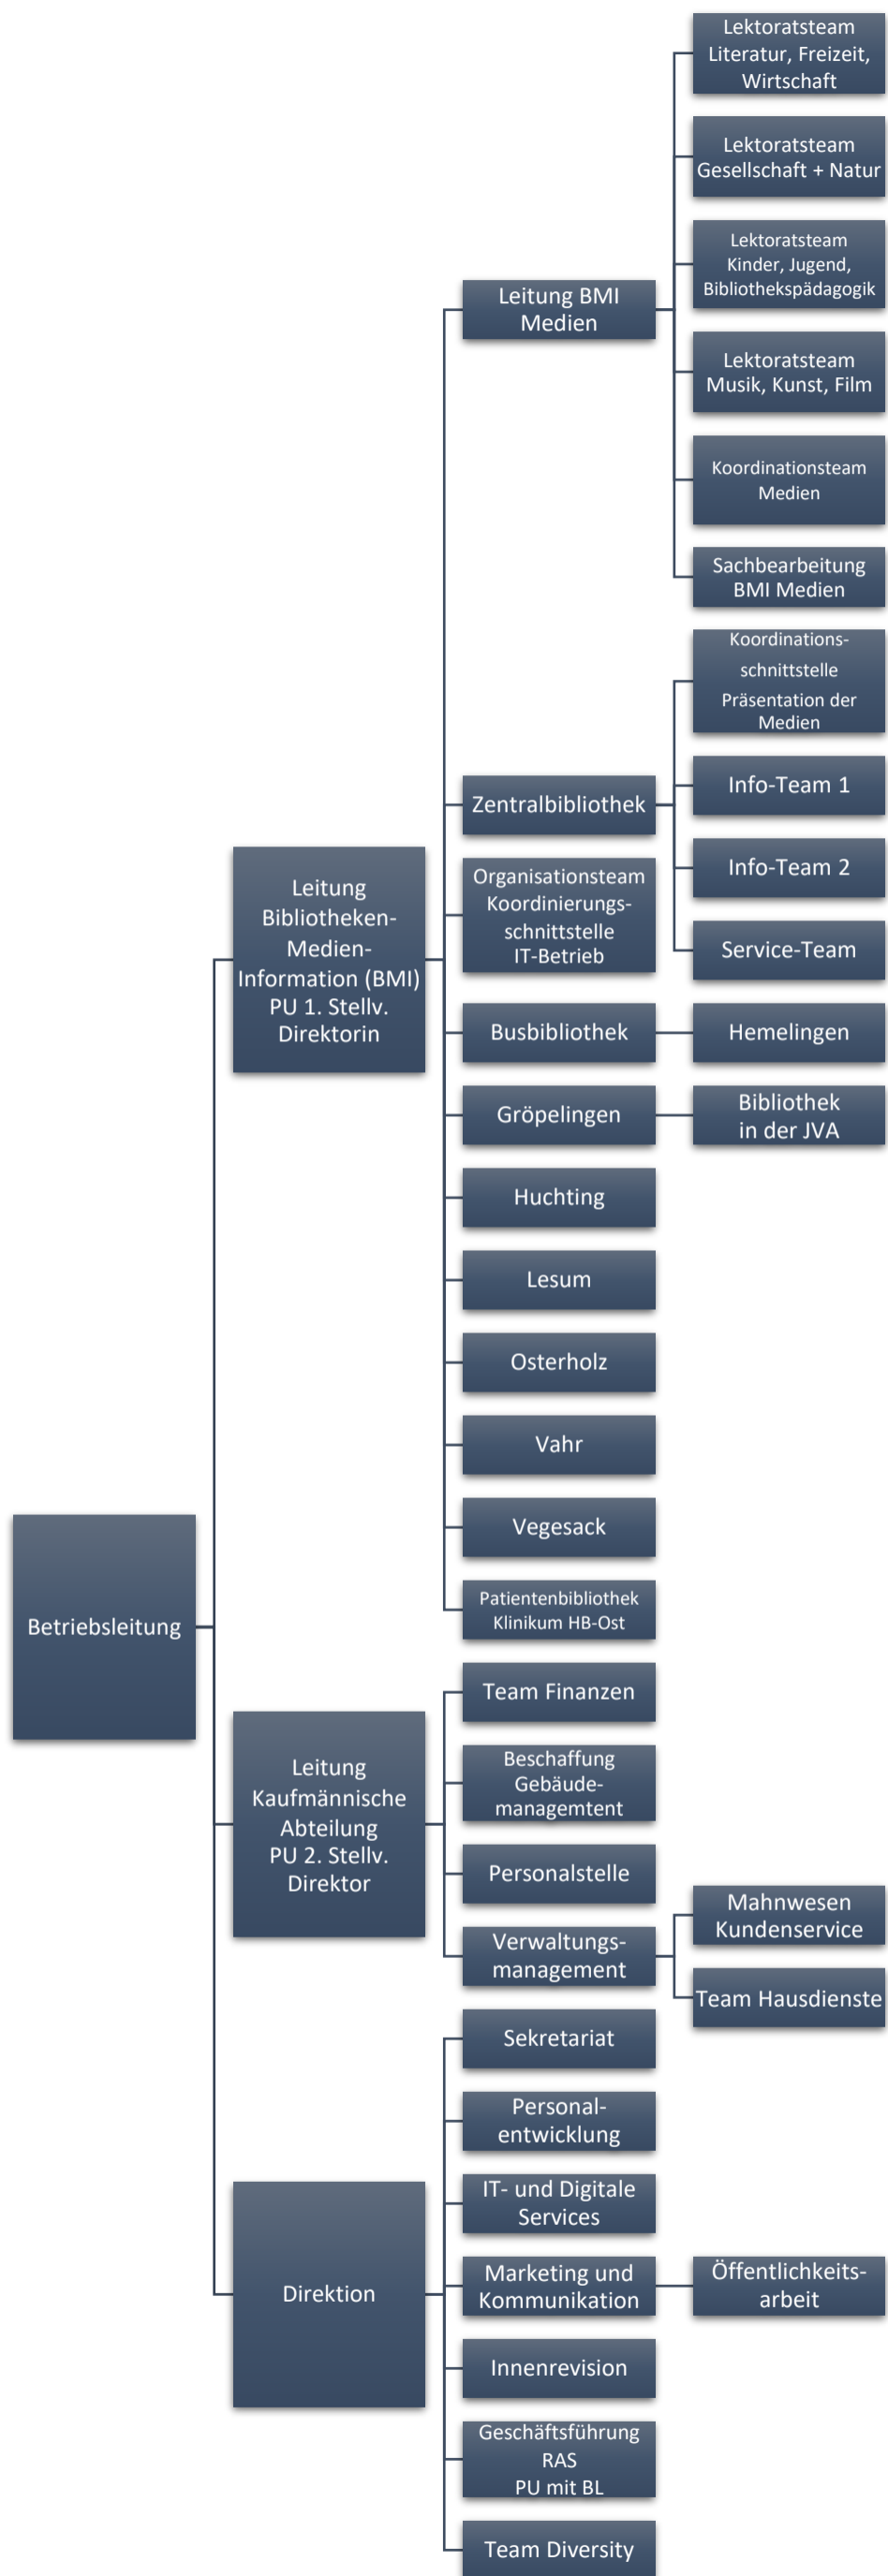 Betriebsleitung
Leitung
Bibliotheken-
Medien-
Information (BMI)
PU 1. Stellv.
Direktorin
Leitung BMI
Medien
Lektoratsteam
Literatur, Freizeit,
Wirtschaft
Lektoratsteam
Gesellschaft + Natur
Lektoratsteam
Kinder, Jugend,
Bibliothekspädagogik
Lektoratsteam
Musik, Kunst, Film
Koordinationsteam
Medien
Sachbearbeitung
BMI Medien
Zentralbibliothek
Koordinations-
schnittstelle
Präsentation der
Medien
Info-Team 1
Info-Team 2
Service-Team
Organisationsteam
Koordinierungs-
schnittstelle
IT-Betrieb
Busbibliothek
Hemelingen
Gröpelingen
Bibliothek
in der JVA
Huchting
Lesum
Osterholz
Vahr
Vegesack
Patientenbibliothek
Klinikum HB-Ost
Leitung
Kaufmännische
Abteilung
PU 2. Stellv.
Direktor
Team Finanzen
Beschaffung
Gebäude-
managemtent
Personalstelle
Verwaltungs-
management
Mahnwesen
Kundenservice
Team Hausdienste
Direktion
Sekretariat
Personal-
entwicklung
IT- und Digitale
Services
Marketing und
Kommunikation
Öffentlichkeits-
arbeit
Innenrevision
Geschäftsführung
RAS
PU mit BL
Team Diversity